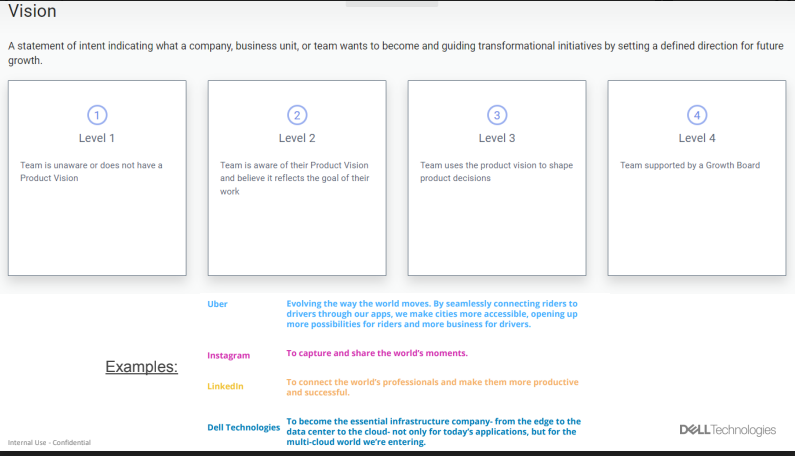 Vision
A statement of intent indicating what a company, business unit, or team wants to become and guiding transformational initiatives by setting a defined direction for future
growth.
1
Level 1
Team is unaware or does not have a
Product Vision
2
Level 2
Team is aware of their Product Vision
and believe it reflects the goal of their
work
3
Level 3
Team uses the product vision to shape
product decisions
4
Level 4
Team supported by a Growth Board
Examples:
Uber
Evolving the way the world moves. By seamlessly connecting riders to
drivers through our apps, we make cities more accessible, opening up
more possibilities for riders and more business for drivers.
Instagram
To capture and share the world's moments.
LinkedIn
To connect the world's professionals and make them more productive
and successful.
Dell Technologies
To become the essential infrastructure company- from the edge to the
data center to the cloud- not only for today's applications, but for the
multi-cloud world we're entering.
Internal Use - Confidential
DELLTechnologies